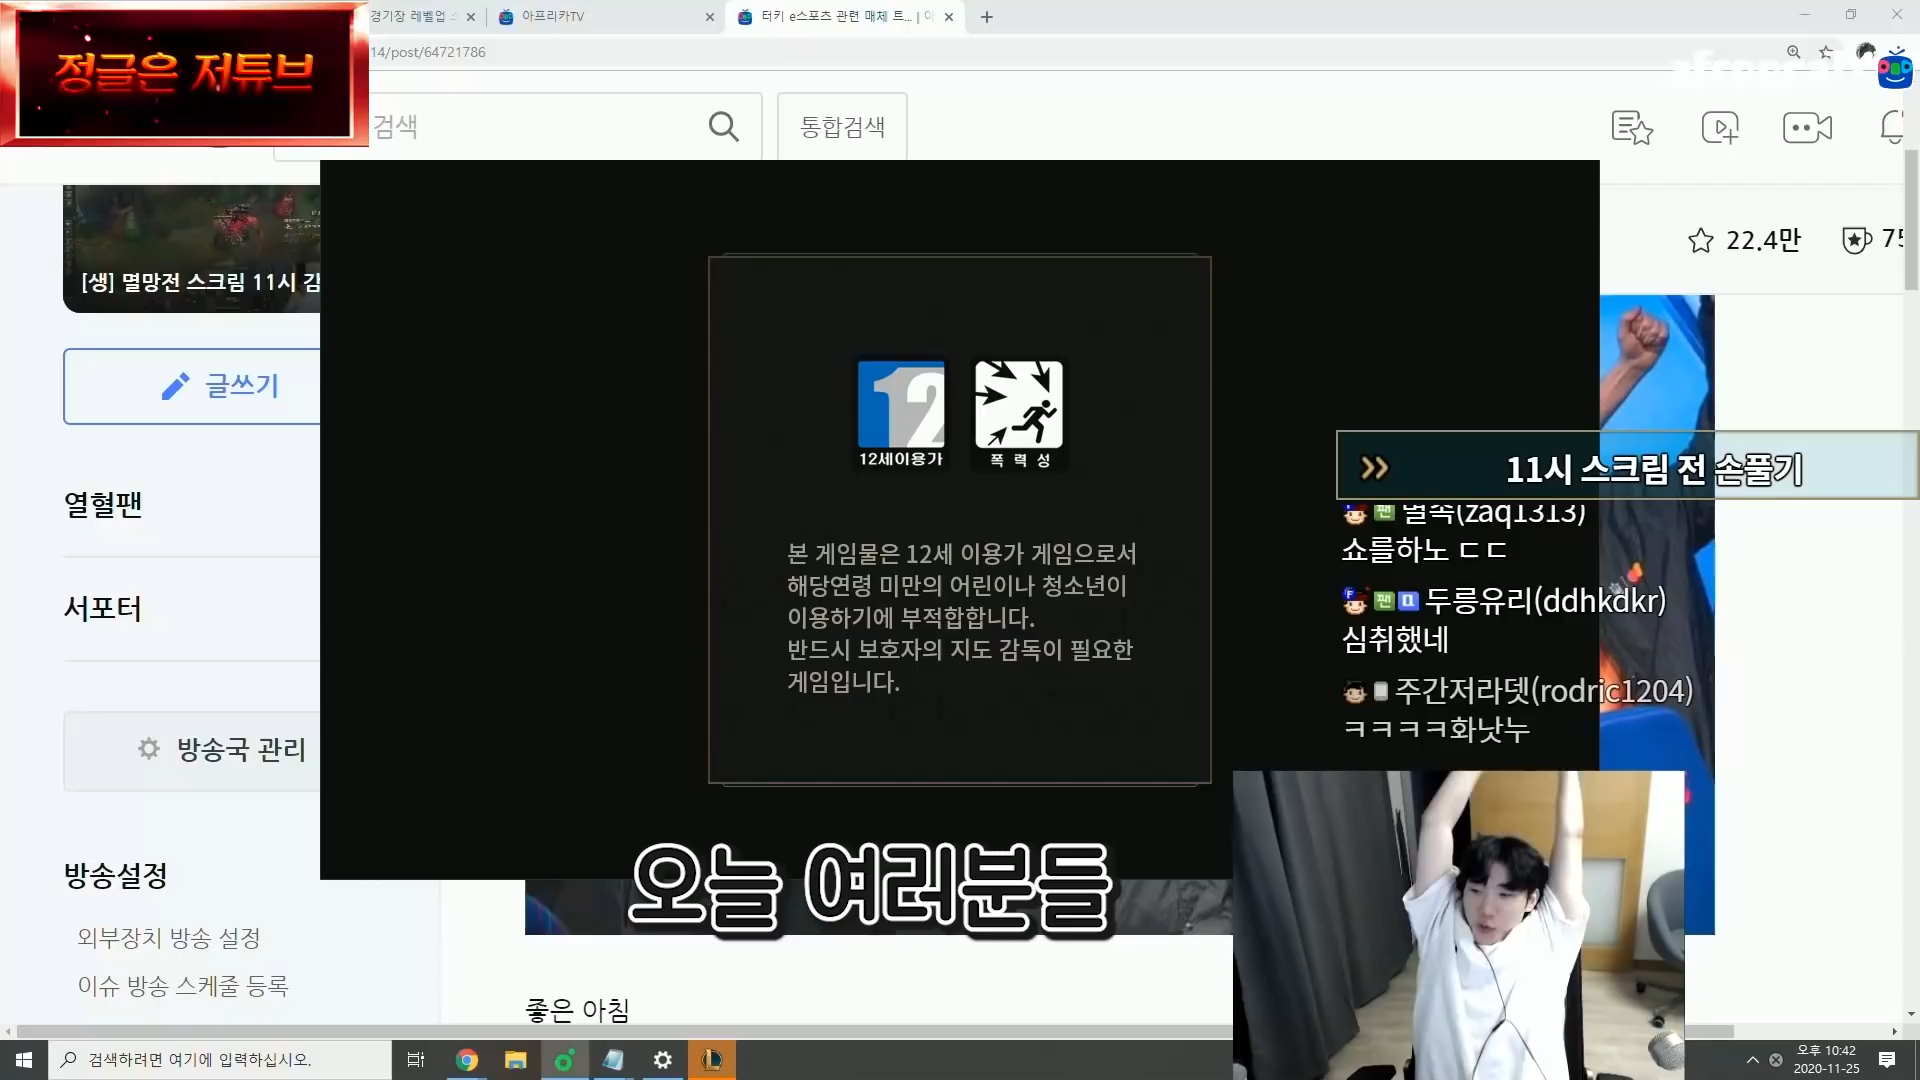 정글은 저튜브
경기장 레벨업
아프리카TV
터키 e스포츠 관련 매체 트... | 아
14/post/64721786
검색
통합검색
22.4만
75
[생] 멸망전 스크림 11시 감
글쓰기
열혈팬
서포터
방송국 관리
방송설정
외부장치 방송 설정
이슈 방송 스케줄 등록
12세이용가
폭력성
본 게임물은 12세 이용가 게임으로서
해당연령 미만의 어린이나 청소년이
이용하기에 부적합합니다.
반드시 보호자의 지도 감독이 필요한
게임입니다.
11시 스크림 전 손풀기
(zaq1313)
쇼를하노 ㄷㄷ
팬 두릉유리(ddhkdkr)
심취했네
주간저라뎃(rodric1204)
ㅋㅋㅋㅋ화낫누
오늘 여러분들
좋은 아침
검색하려면 여기에 입력하십시오.
오후 10:42
2020-11-25